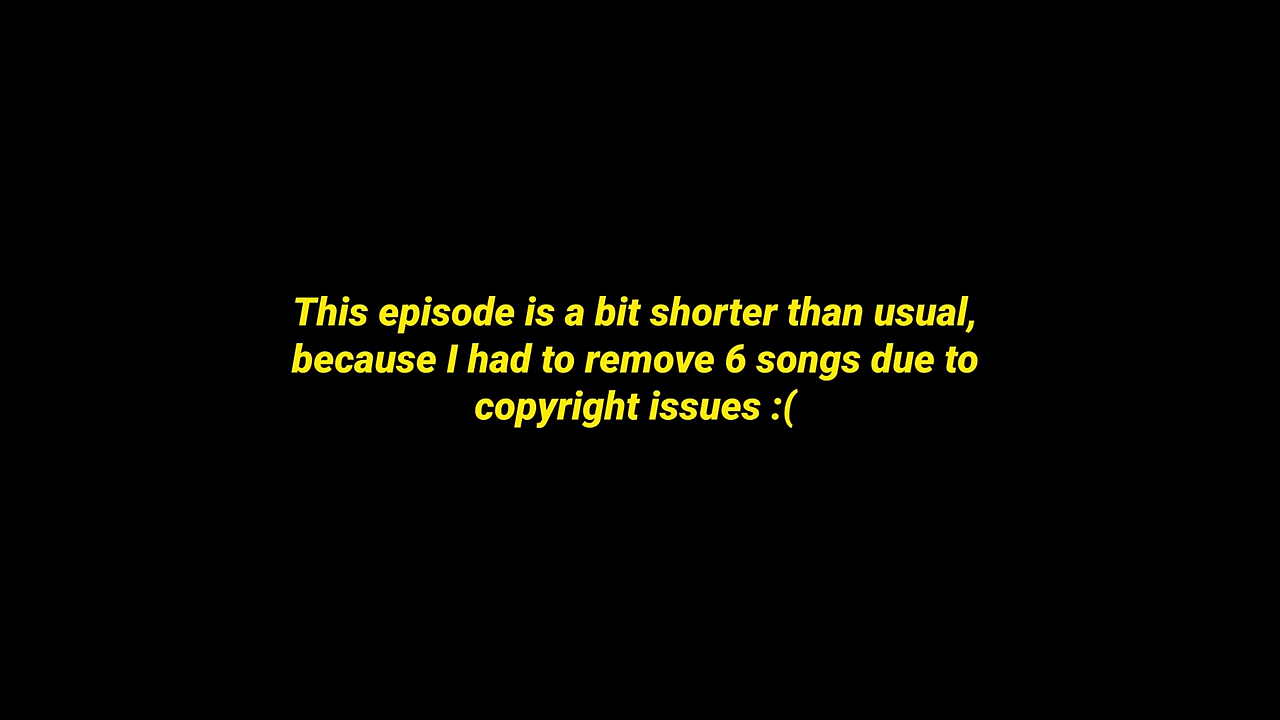 This episode is a bit shorter than usual,
because I had to remove 6 songs due to
copyright issues :(